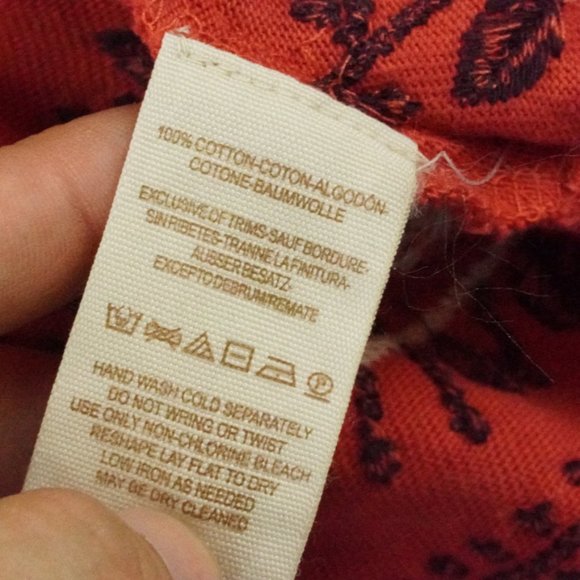 100% COTTON-COTON-ALGODÓN-
COTONE-BAUMWOLLE
EXCLUSIVE OF TRIMS-SAUF BORDURE-
SIN RIBETES-TRANNE LA FINITURA-
AUSSER BESATZ-
EXCEPTO DEBRUM/REMATE
HAND WASH COLD SEPARATELY
DO NOT WRING OR TWIST
USE ONLY NON-CHLORINE BLEACH
RESHAPE LAY FLAT TO DRY
LOW IRON AS NEEDED
MAY BE DRY CLEANED